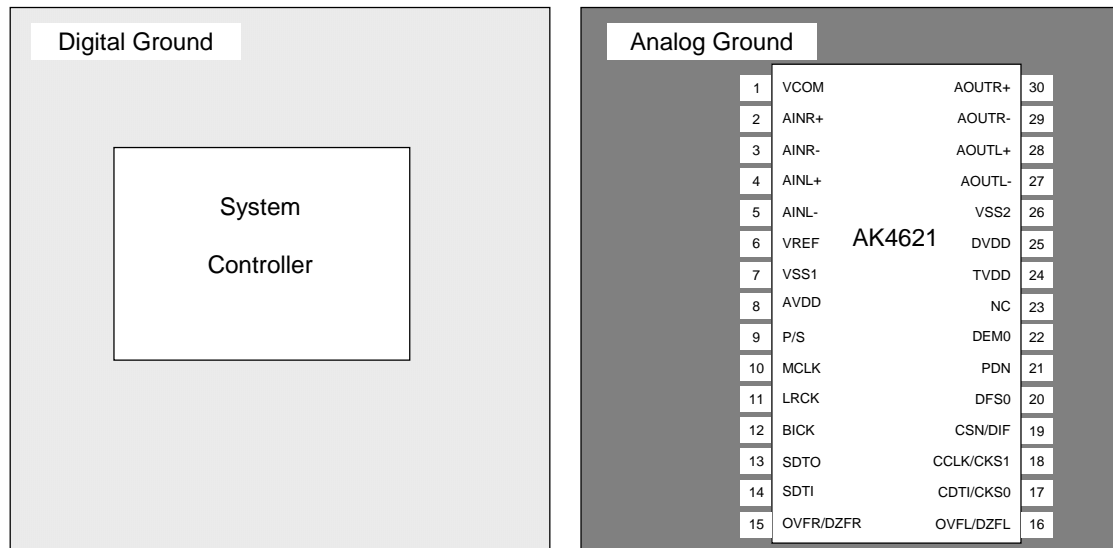 Digital Ground
System
Controller
Analog Ground
AK4621
1 VCOM AOUTR+ 30
2 AINR+ AOUTR- 29
3 AINR- AOUTL+ 28
4 AINL+ AOUTL- 27
5 AINL- VSS2 26
6 VREF DVDD 25
7 VSS1 TVDD 24
8 AVDD NC 23
9 P/S DEM0 22
10 MCLK PDN 21
11 LRCK DFS0 20
12 BICK CSN/DIF 19
13 SDTO CCLK/CKS1 18
14 SDTI CDTI/CKS0 17
15 OVFR/DZFR OVFL/DZFL 16